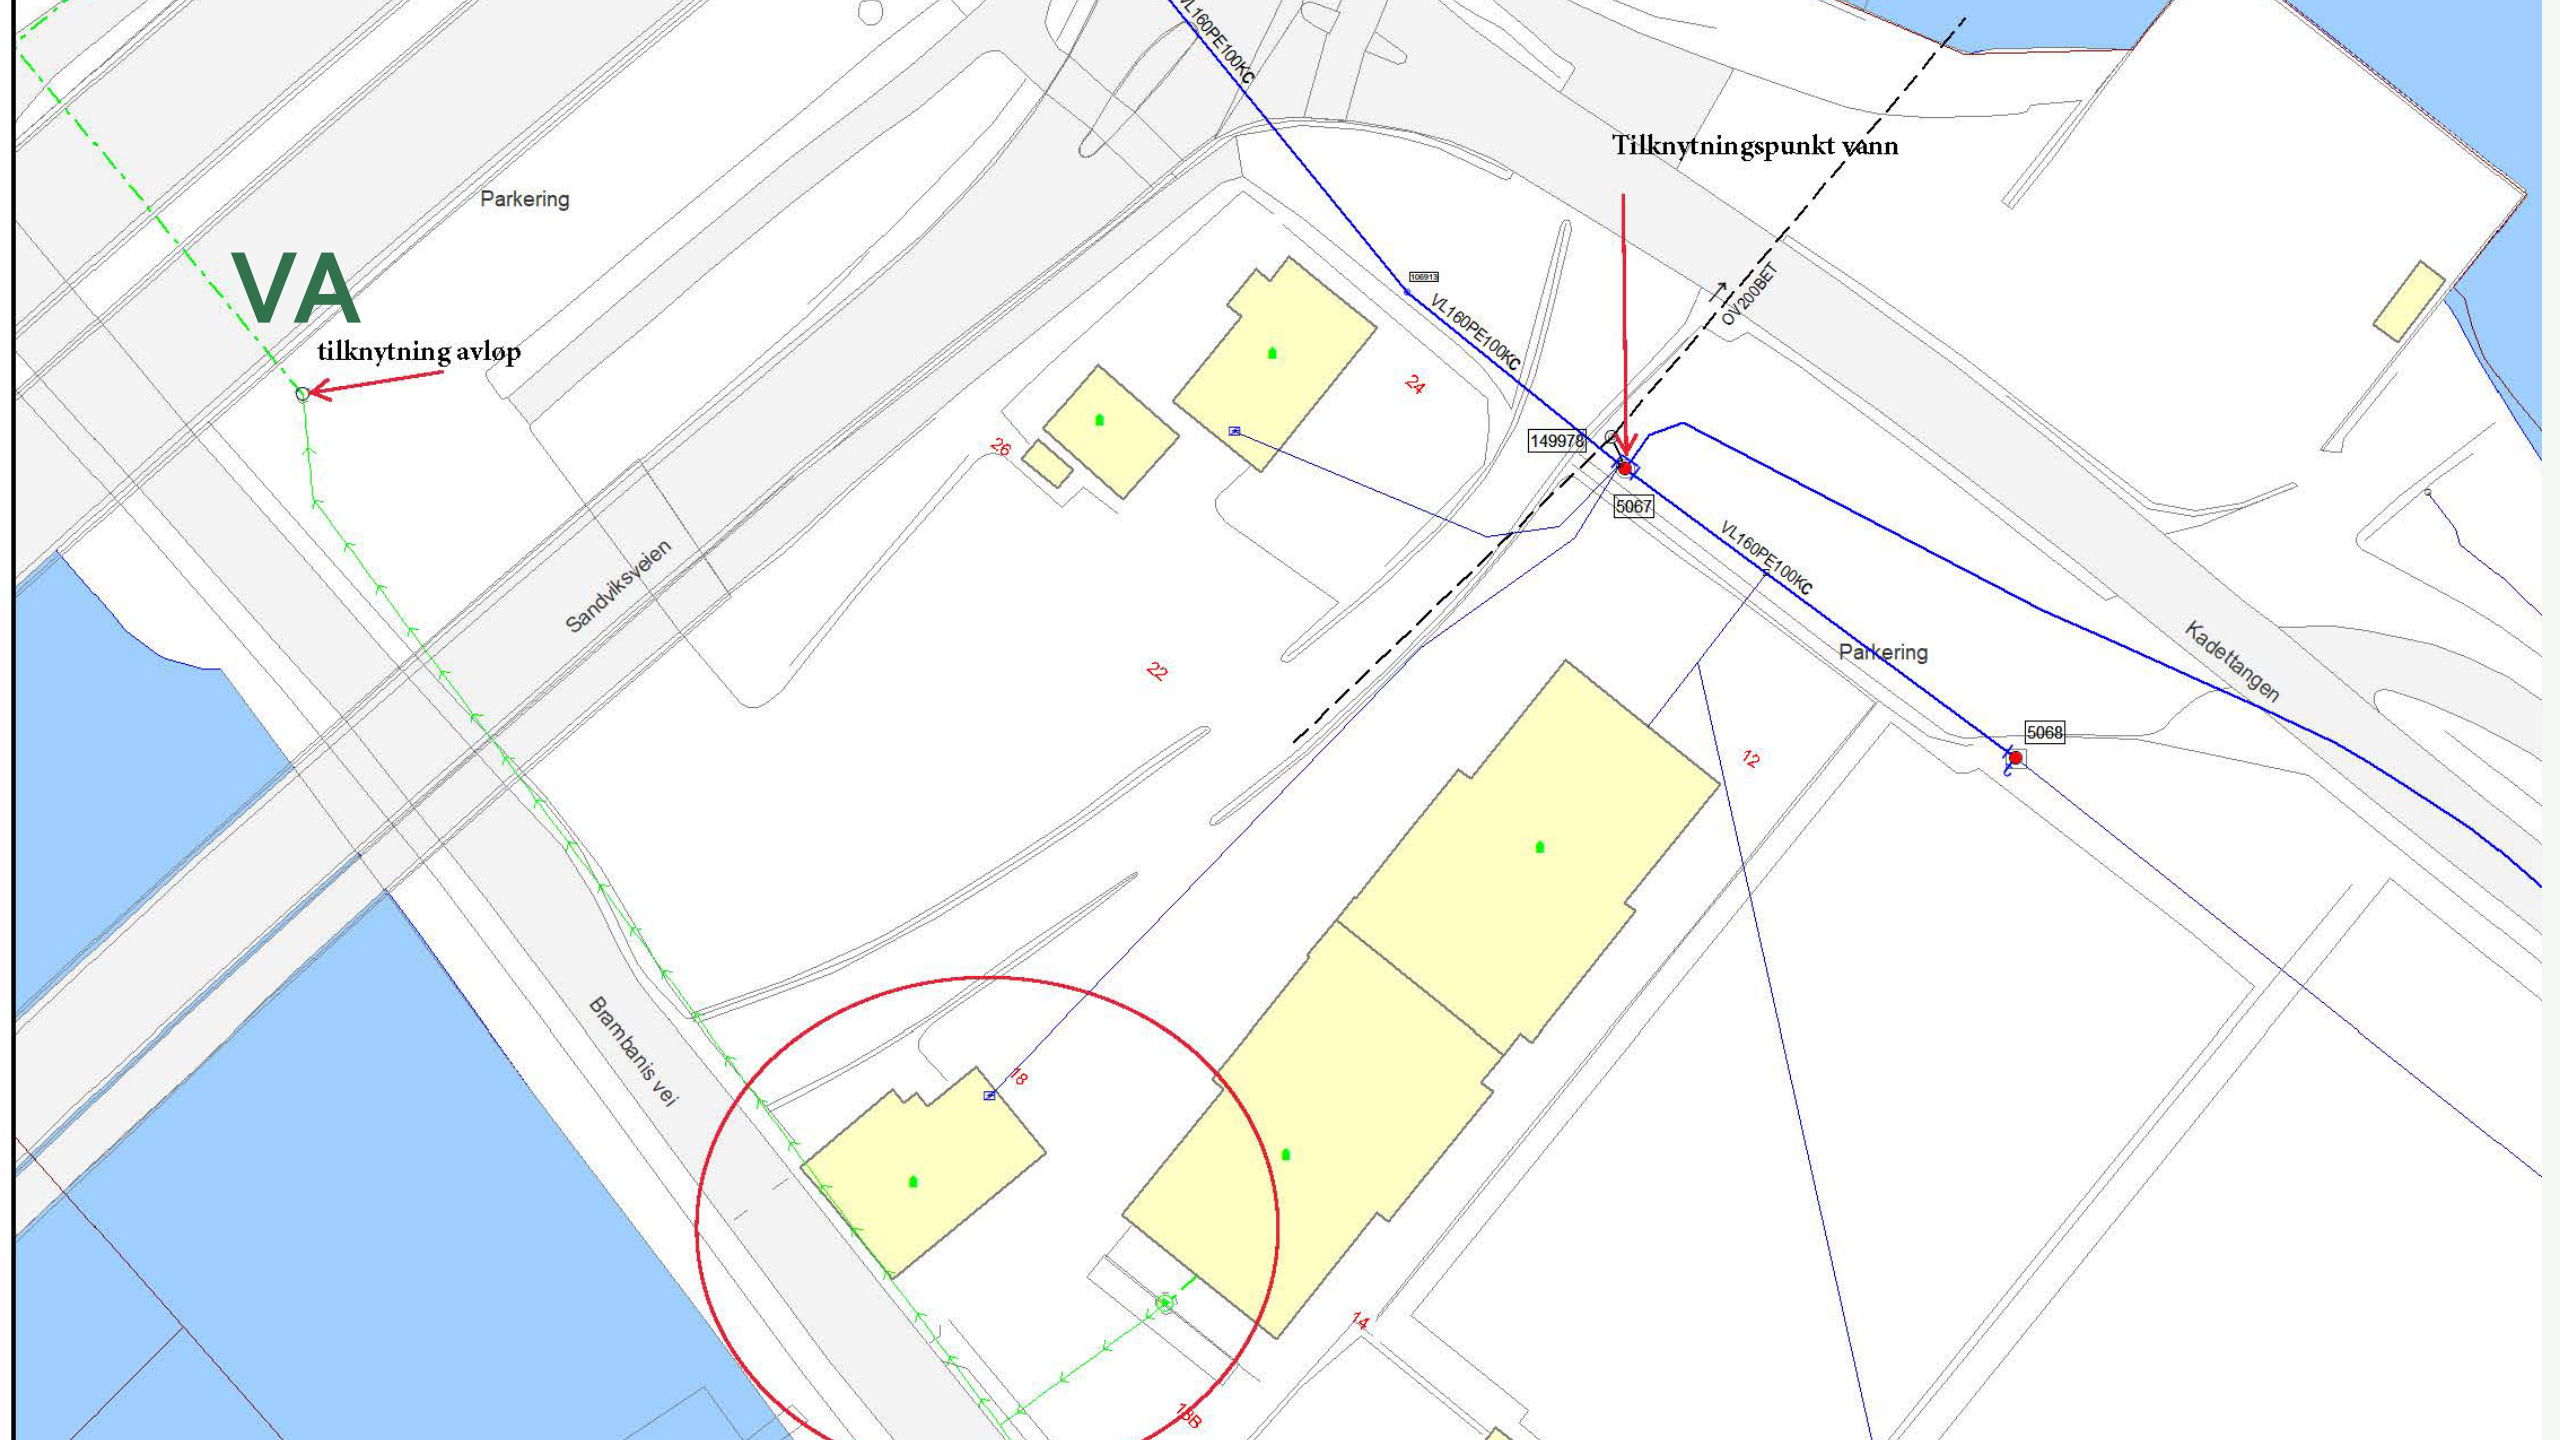 VL160PE100KC
Tilknytningspunkt vann
Parkering
VA
106913
OV200BET
VL160PE100KC
tilknytning avløp
24
149978
26
5067
VL160PE100KC
Sandviksveien
Parkering
Kadettangen
22
5068
12
Brambanis vei
18
14
18B